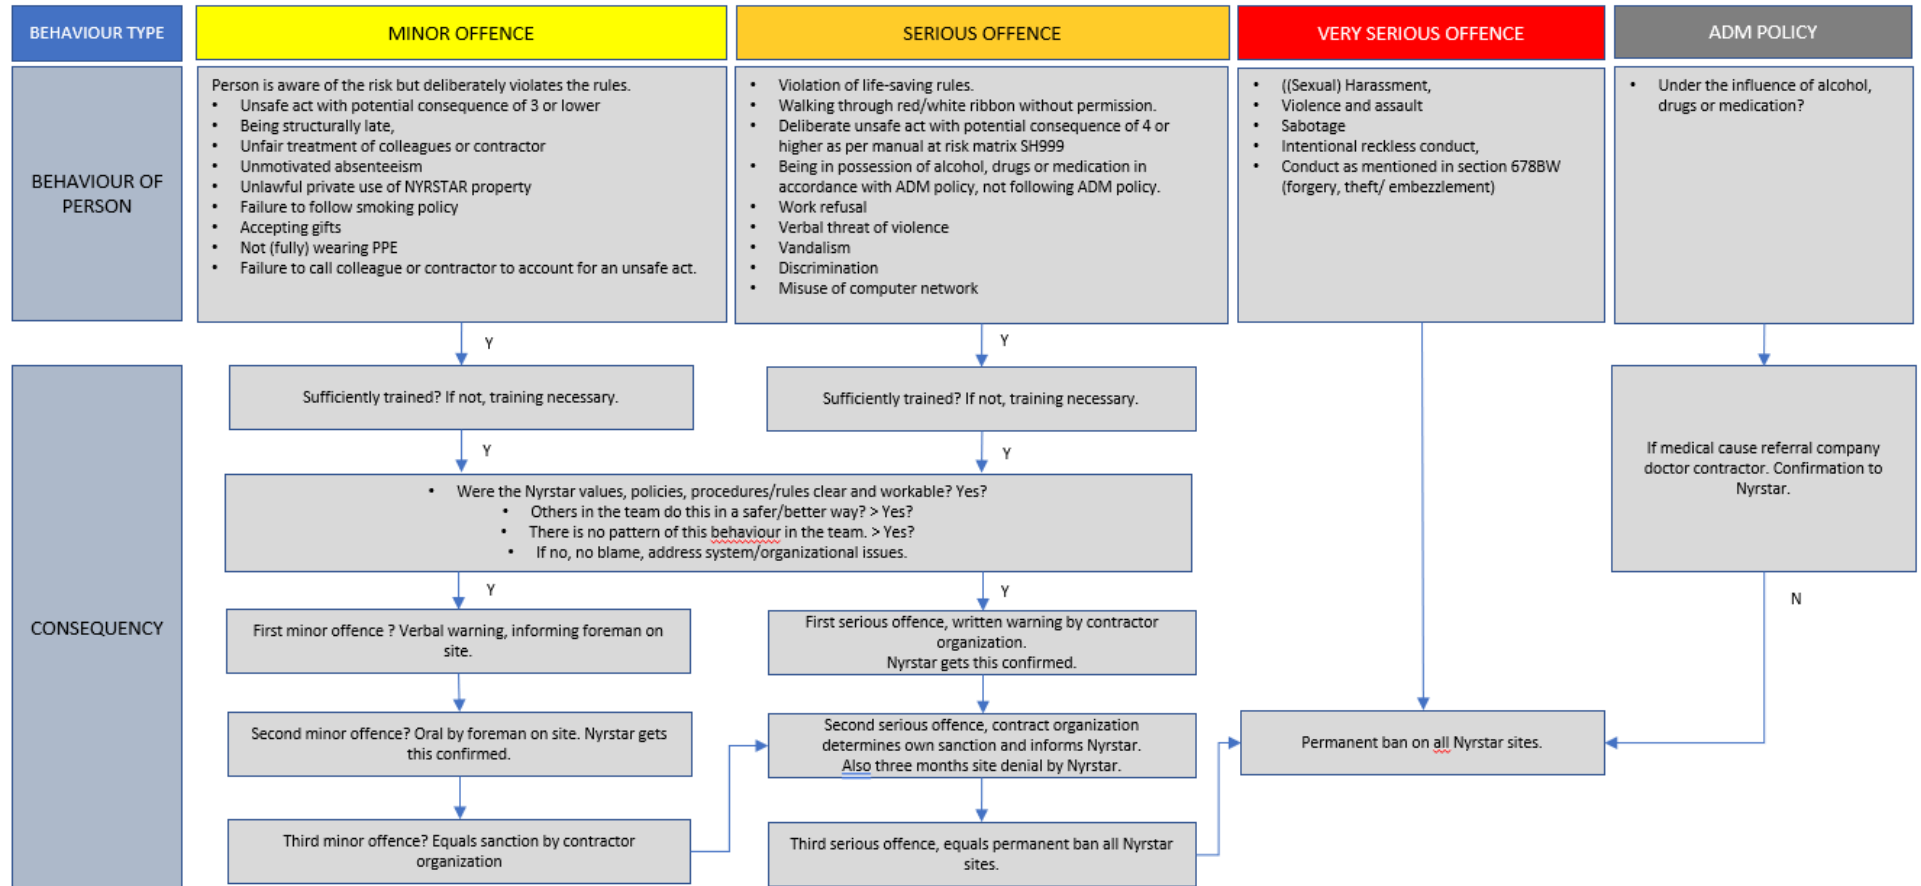 BEHAVIOUR TYPE
MINOR OFFENCE
SERIOUS OFFENCE
VERY SERIOUS OFFENCE
ADM POLICY
BEHAVIOUR OF
PERSON
Person is aware of the risk but deliberately violates the rules.
• Unsafe act with potential consequence of 3 or lower
• Being structurally late,
• Unfair treatment of colleagues or contractor
• Unmotivated absenteeism
• Unlawful private use of NYRSTAR property
• Failure to follow smoking policy
• Accepting gifts
• Not (fully) wearing PPE
• Failure to call colleague or contractor to account for an unsafe act.
• Violation of life-saving rules.
• Walking through red/white ribbon without permission.
• Deliberate unsafe act with potential consequence of 4 or
higher as per manual at risk matrix SH999
• Being in possession of alcohol, drugs or medication in
accordance with ADM policy, not following ADM policy.
• Work refusal
• Verbal threat of violence
• Vandalism
• Discrimination
• Misuse of computer network
• ((Sexual) Harassment,
• Violence and assault
• Sabotage
• Intentional reckless conduct,
• Conduct as mentioned in section 678BW
(forgery, theft/ embezzlement)
• Under the influence of alcohol,
drugs or medication?
Y
Y
CONSEQUENCY
Sufficiently trained? If not, training necessary.
Sufficiently trained? If not, training necessary.
If medical cause referral company
doctor contractor. Confirmation to
Nyrstar.
Y
Y
• Were the Nyrstar values, policies, procedures/rules clear and workable? Yes?
• Others in the team do this in a safer/better way? > Yes?
• There is no pattern of this behaviour in the team. > Yes?
• If no, no blame, address system/organizational issues.
Y
Y
N
First minor offence ? Verbal warning, informing foreman on
site.
First serious offence, written warning by contractor
organization.
Nyrstar gets this confirmed.
Second minor offence? Oral by foreman on site. Nyrstar gets
this confirmed.
Second serious offence, contract organization
determines own sanction and informs Nyrstar.
Also three months site denial by Nyrstar.
Permanent ban on all Nyrstar sites.
Third minor offence? Equals sanction by contractor
organization
Third serious offence, equals permanent ban all Nyrstar
sites.